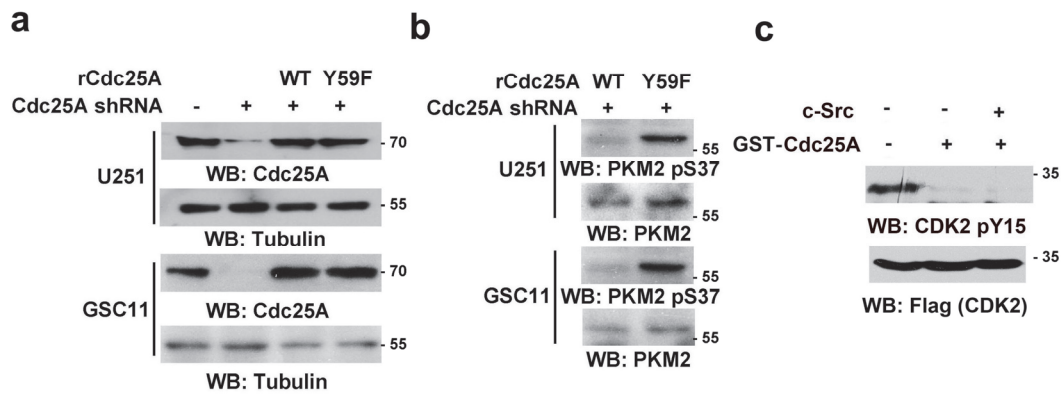 a
rCdc25A WT Y59F
Cdc25A shRNA - + + +
U251
- 70
WB: Cdc25A
- 55
WB: Tubulin
GSC11
- 70
WB: Cdc25A
- 55
WB: Tubulin
b
rCdc25A WT Y59F
Cdc25A shRNA + +
U251
- 55
WB: PKM2 pS37
- 55
WB: PKM2
GSC11
- 55
WB: PKM2 pS37
- 55
WB: PKM2
c
c-Src - - +
GST-Cdc25A - + +
- 35
WB: CDK2 pY15
- 35
WB: Flag (CDK2)